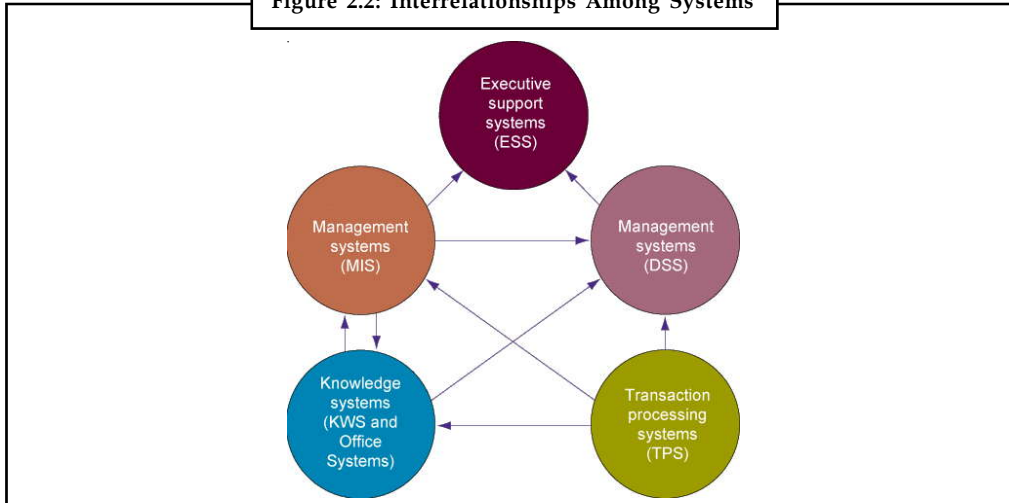 Figure 2.2: Interrelationships Among Systems
Executive
support
systems
(ESS)
Management
systems
(MIS)
Management
systems
(DSS)
Knowledge
systems
(KWS and
Office
Systems)
Transaction
processing
systems
(TPS)